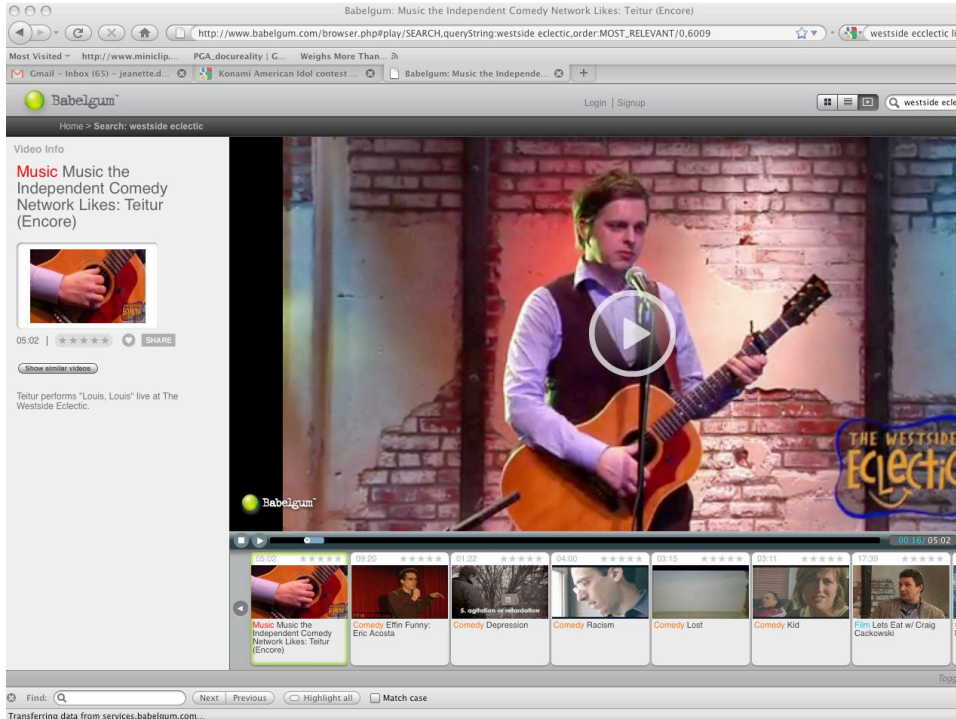 Babelgum: Music the Independent Comedy Network Likes: Teitur (Encore)
http://www.babelgum.com/browser.php#play/SEARCH,queryString:westside eclectic,order:MOST_RELEVANT/0,6009
westside ecclectic li
Most Visited http://www.miniclip.... PGA_docureality | G... Weighs More Than...
Gmail - Inbox (65) - jeanette.d... Konami American Idol contest ... Babelgum: Music the Independe...
Babelgum™
Login | Signup
westside ecle
Home > Search: westside eclectic
Video Info
Music Music the
Independent Comedy
Network Likes: Teitur
(Encore)
ECLECTIC
05:02 | SHARE
Show similar videos
Teitur performs "Louis, Louis" live at The
Westside Eclectic.
THE WESTSIDE
ECLECTIC
Babelgum™
00:16/ 05:02
05:02 09:20 01:22 04:00 03:15 03:11 17:39
5. agitation or retardation
Music Music the
Independent Comedy
Network Likes: Teitur
(Encore)
Comedy Effin Funny:
Eric Acosta
Comedy Depression
Comedy Racism
Comedy Lost
Comedy Kid
Film Lets Eat w/ Craig
Cackowski
Togg
Find: Next Previous Highlight all Match case
Transferring data from services.babelgum.com...